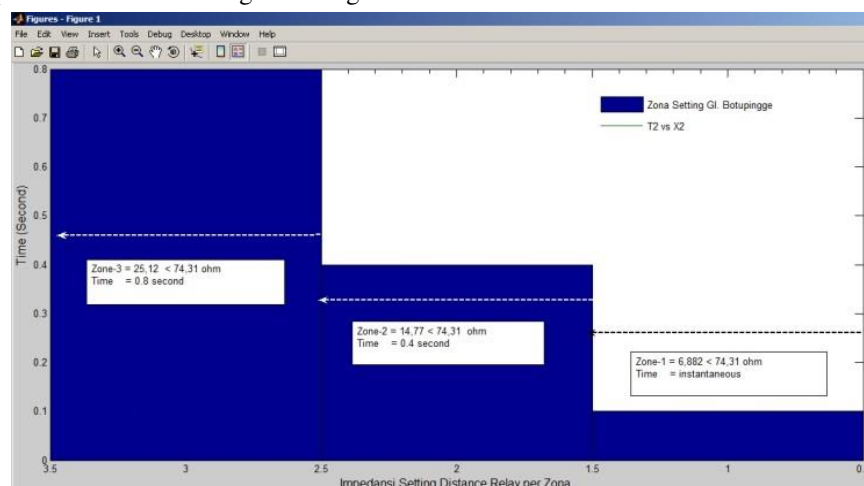 Figures - Figure 1
File Edit View Insert Tools Debug Desktop Window Help
0.8
0.7
0.6
0.5
0.4
0.3
0.2
0.1
0
Time (Second)
Zona Setting GI. Botupingge
T2 vs X2
Zone-3 = 25,12 < 74,31 ohm
Time = 0.8 second
Zone-2 = 14,77 < 74,31 ohm
Time = 0.4 second
Zone-1 = 6,882 < 74,31 ohm
Time = instantaneous
3.5 3 2.5 2 1.5 1 0.
Impedansi Setting Distance Relay per Zona